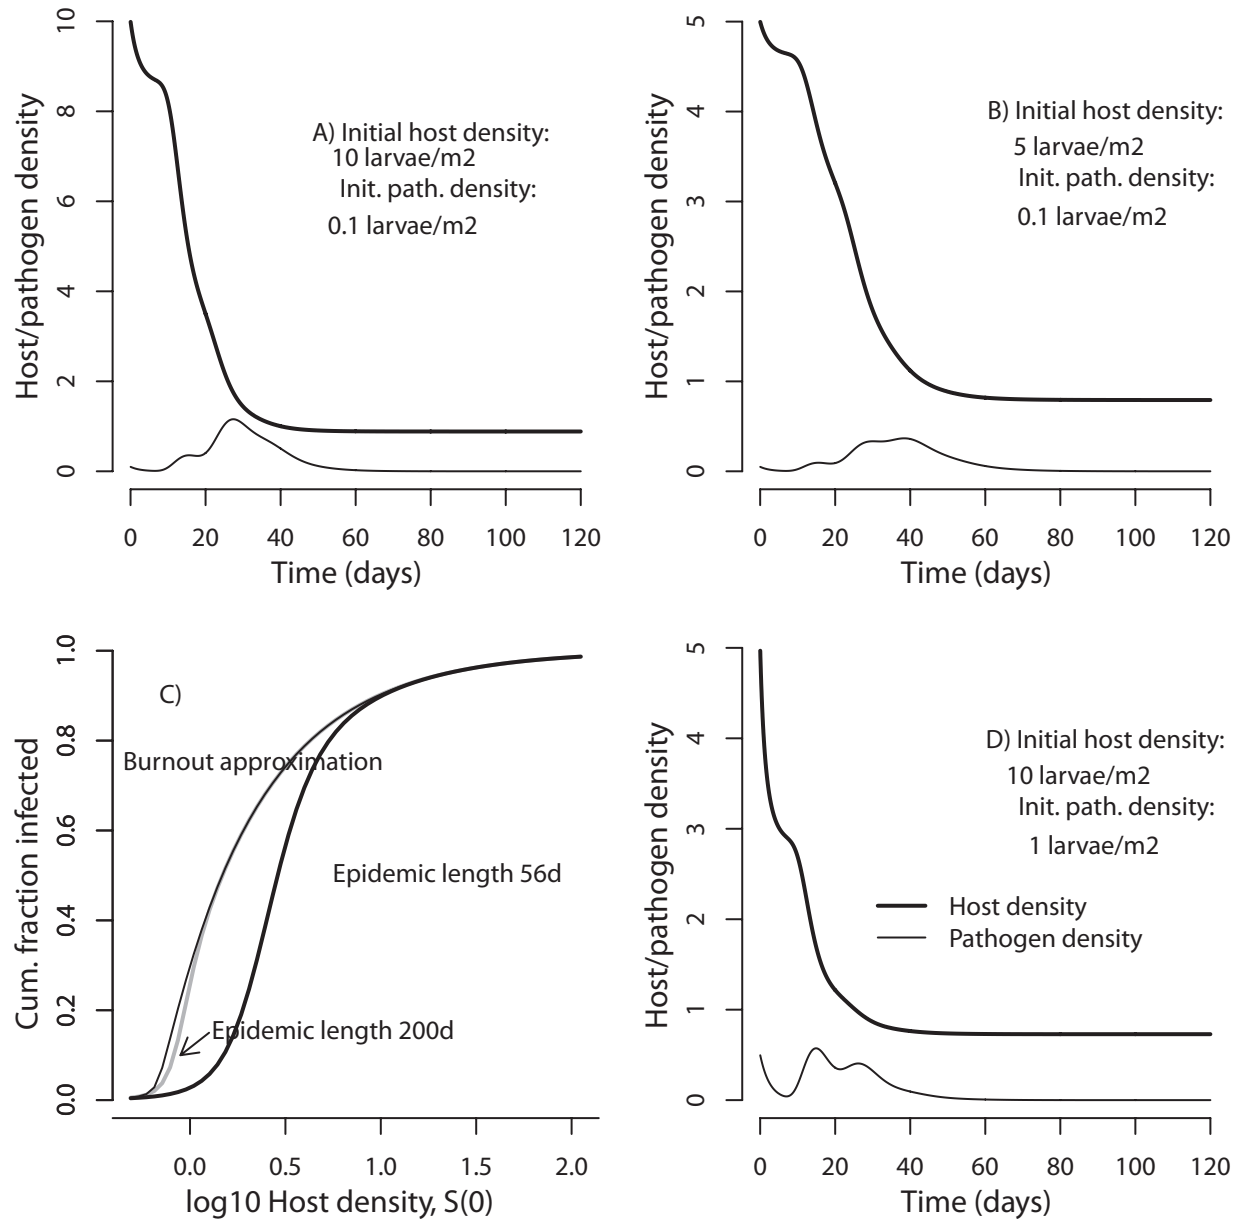 Host/pathogen density
10
8
6
4
2
0
A) Initial host density:
10 larvae/m2
Init. path. density:
0.1 larvae/m2
0 20 40 60 80 100 120
Time (days)
Host/pathogen density
5
4
3
2
1
0
B) Initial host density:
5 larvae/m2
Init. path. density:
0.1 larvae/m2
0 20 40 60 80 100 120
Time (days)
Cum. fraction infected
1.0
0.8
0.6
0.4
0.2
0.0
C)
Burnout approximation
Epidemic length 56d
Epidemic length 200d
0.0 0.5 1.0 1.5 2.0
log10 Host density, S(0)
Host/pathogen density
5
4
3
2
1
0
D) Initial host density:
10 larvae/m2
Init. path. density:
1 larvae/m2
Host density
Pathogen density
0 20 40 60 80 100 120
Time (days)